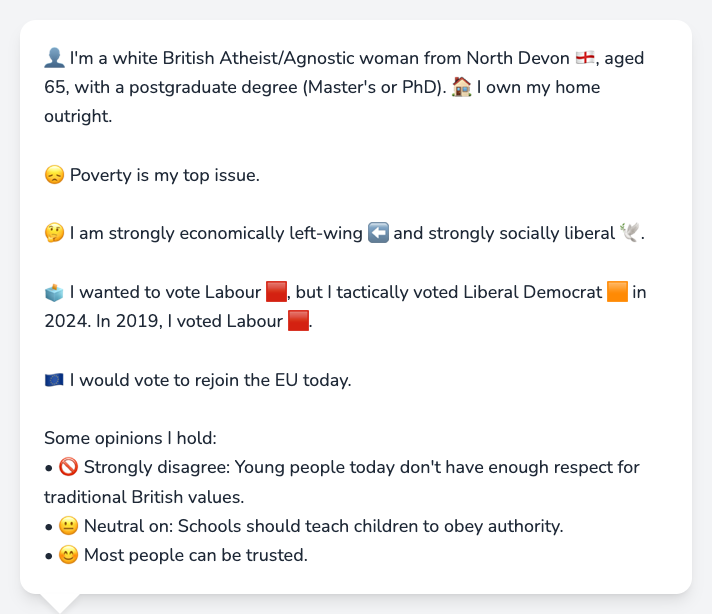 👤 I'm a white British Atheist/Agnostic woman from North Devon 🏴󠁧󠁢󠁥󠁮󠁧󠁿, aged
65, with a postgraduate degree (Master's or PhD). 🏠 I own my home
outright.
😞 Poverty is my top issue.
🤔 I am strongly economically left-wing ⬅️ and strongly socially liberal 🕊️.
🗳️ I wanted to vote Labour 🟥, but I tactically voted Liberal Democrat 🟧 in
2024. In 2019, I voted Labour 🟥.
🇪🇺 I would vote to rejoin the EU today.
Some opinions I hold:
• 🚫 Strongly disagree: Young people today don't have enough respect for
traditional British values.
• 😐 Neutral on: Schools should teach children to obey authority.
• 😊 Most people can be trusted.